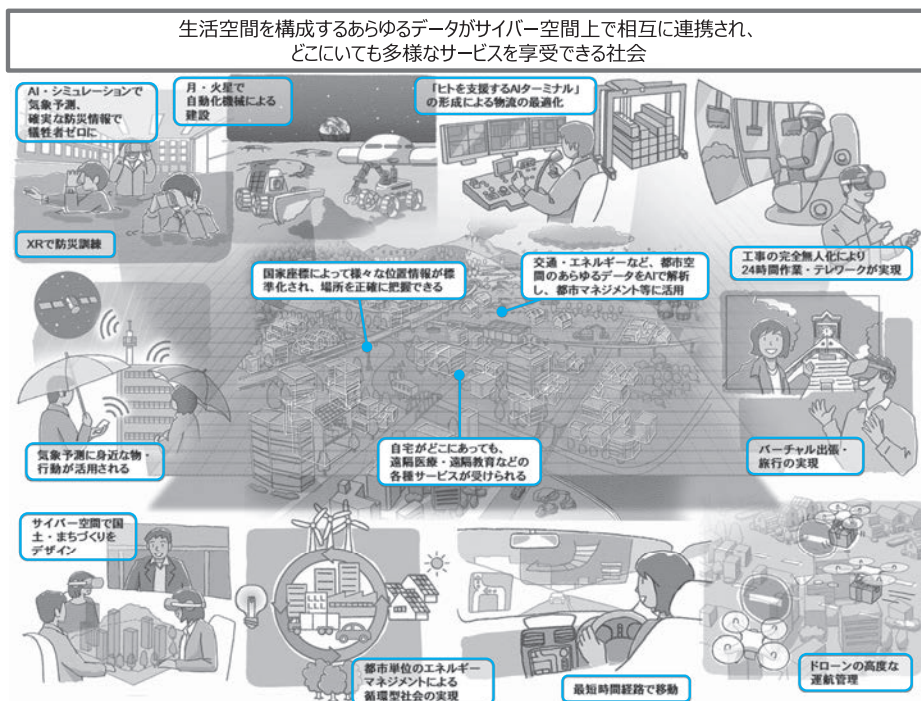 生活空間を構成するあらゆるデータがサイバー空間上で相互に連携され、
どこにいても多様なサービスを享受できる社会
AI・シミュレーションで
気象予測、
確実な防災情報で
犠牲者ゼロに
月・火星で
自動化機械による
建設
「ヒトを支援するAIターミナル」
の形成による物流の最適化
XRで防災訓練
国家座標によって様々な位置情報が標
準化され、場所を正確に把握できる
交通・エネルギーなど、都市空
間のあらゆるデータをAIで解析
し、都市マネジメント等に活用
工事の完全無人化により
24時間作業・テレワークが実現
気象予測に身近な物・
行動が活用される
自宅がどこにあっても、
遠隔医療・遠隔教育などの
各種サービスが受けられる
バーチャル出張・
旅行の実現
サイバー空間で国
土・まちづくりを
デザイン
都市単位のエネルギー
マネジメントによる
循環型社会の実現
最短時間経路で移動
ドローンの高度な
運航管理